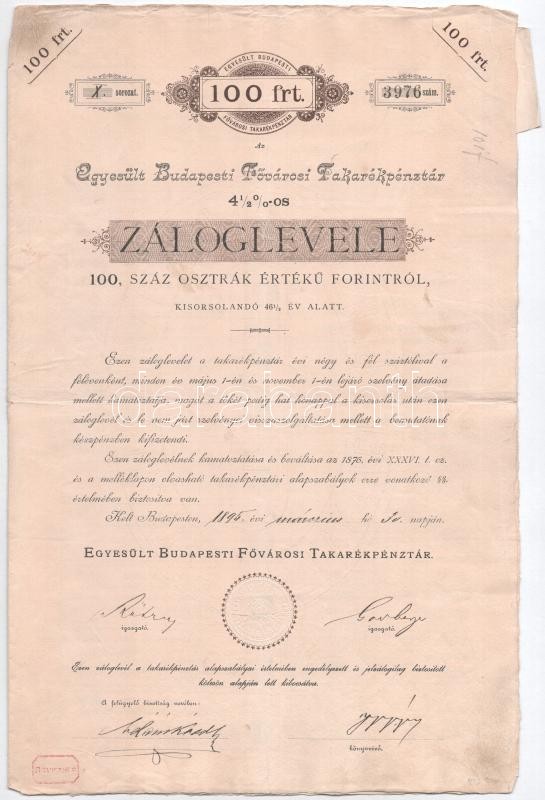 100 frt.
100 frt.
EGYESÜLT BUDAPESTI
100 frt.
FŐVÁROSI TAKARÉKPÉNZTÁR
X. sorozat.
3976 szám.
Az
Egyesült Budapesti Fővárosi Takarékpénztár
4½%-os
ZÁLOGLEVELE
100, SZÁZ OSZTRÁK ÉRTÉKŰ FORINTRÓL,
KISORSOLANDÓ 46½ ÉV ALATT.
Ezen záloglevelet a takarékpénztár évi négy és fél száztólival a
félévenként, minden év május 1-én és november 1-én lejáró szelvény átadása
mellett kamatoztatja, magát a tőkét pedig hat hónappal a kisorsolás után ezen
záloglevél és le nem járt szelvényei visszaszolgáltatása mellett a bemutatónak
készpénzben kifizetendi.
Ezen záloglevélnek kamatoztatása és beváltása az 1876. évi XXXVI. t. cz.
és a melléklapon olvasható takarékpénztári alapszabályok erre vonatkozó §§.
értelmében biztosítva van.
Kelt Budapesten, 1895. évi március hó 30. napján.
EGYESÜLT BUDAPESTI FŐVÁROSI TAKARÉKPÉNZTÁR.
igazgató.
igazgató.
Ezen záloglevél a takarékpénztár alapszabályai értelmében engedélyezett és jelzálogilag biztosított
kölcsön alapján lett kibocsátva.
A felügyelő bizottság nevében:
könyvvivő.